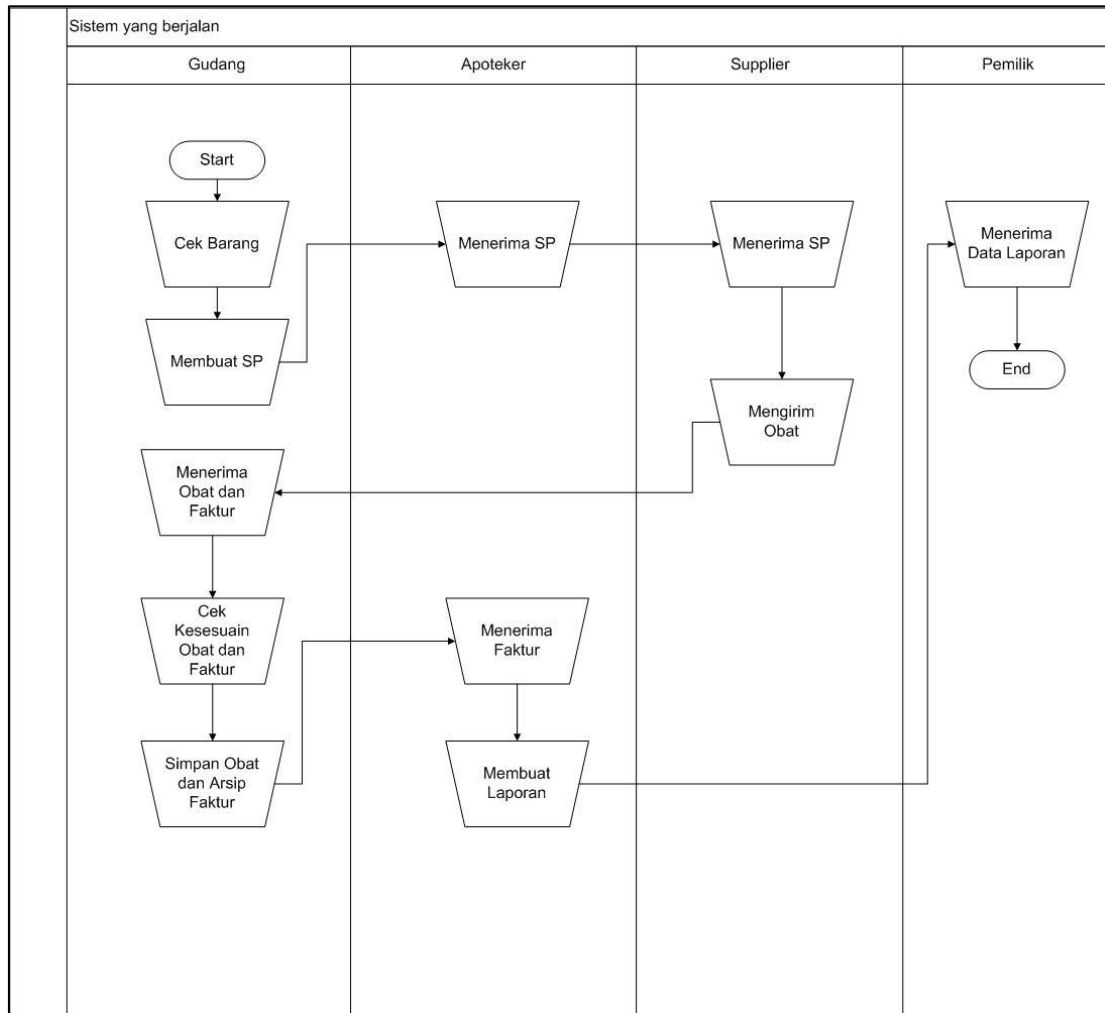 Sistem yang berjalan
Gudang
Apoteker
Supplier
Pemilik
Start
Cek Barang
Menerima SP
Menerima SP
Menerima
Data Laporan
Membuat SP
End
Mengirim
Obat
Menerima
Obat dan
Faktur
Cek
Kesesuain
Obat dan
Faktur
Menerima
Faktur
Simpan Obat
dan Arsip
Faktur
Membuat
Laporan